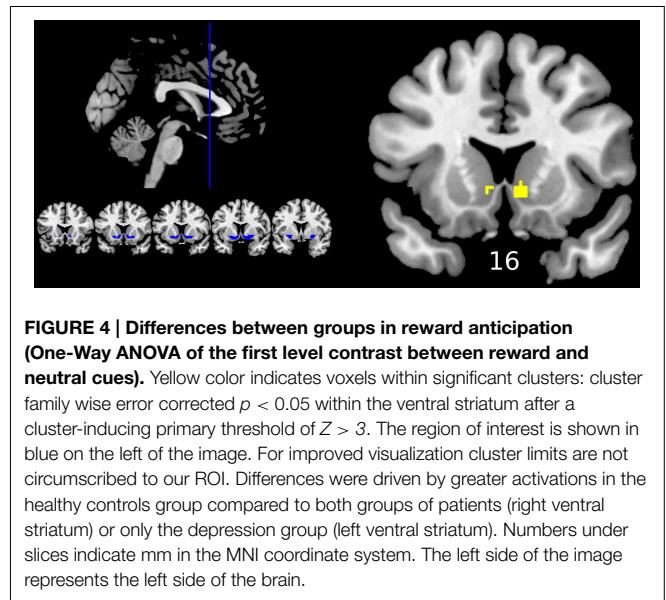 16
FIGURE 4 | Differences between groups in reward anticipation
(One-Way ANOVA of the first level contrast between reward and
neutral cues). Yellow color indicates voxels within significant clusters: cluster
family wise error corrected p < 0.05 within the ventral striatum after a
cluster-inducing primary threshold of Z > 3. The region of interest is shown in
blue on the left of the image. For improved visualization cluster limits are not
circumscribed to our ROI. Differences were driven by greater activations in the
healthy controls group compared to both groups of patients (right ventral
striatum) or only the depression group (left ventral striatum). Numbers under
slices indicate mm in the MNI coordinate system. The left side of the image
represents the left side of the brain.